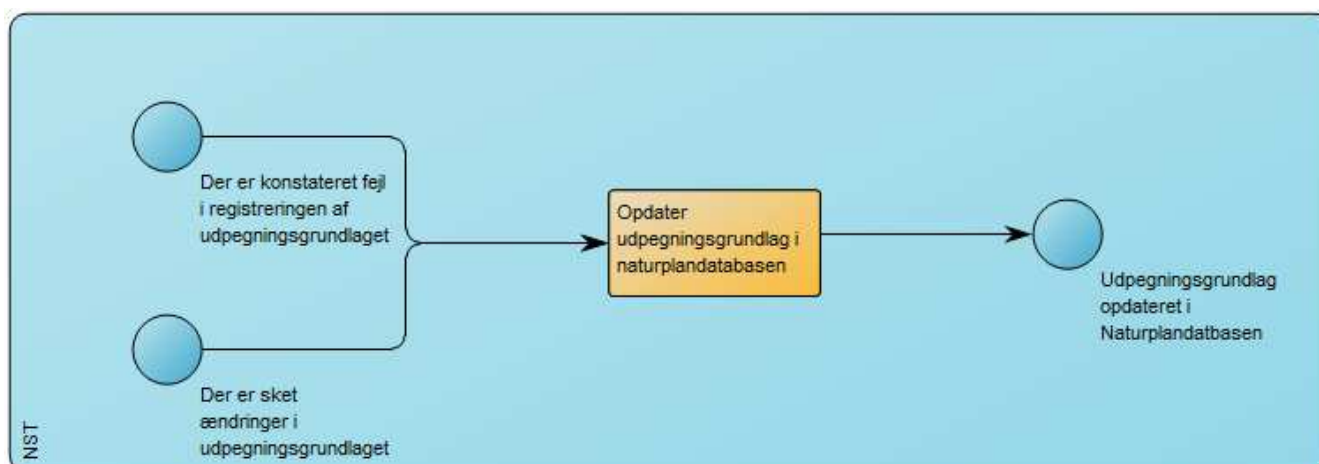 Der er konstateret fejl
i registreringen af
udpegningsgrundlaget
Opdater
udpegningsgrundlag i
naturplandatabasen
Udpegningsgrundlag
opdateret i
Naturplandatbasen
Der er sket
ændringer i
udpegningsgrundlaget
NST